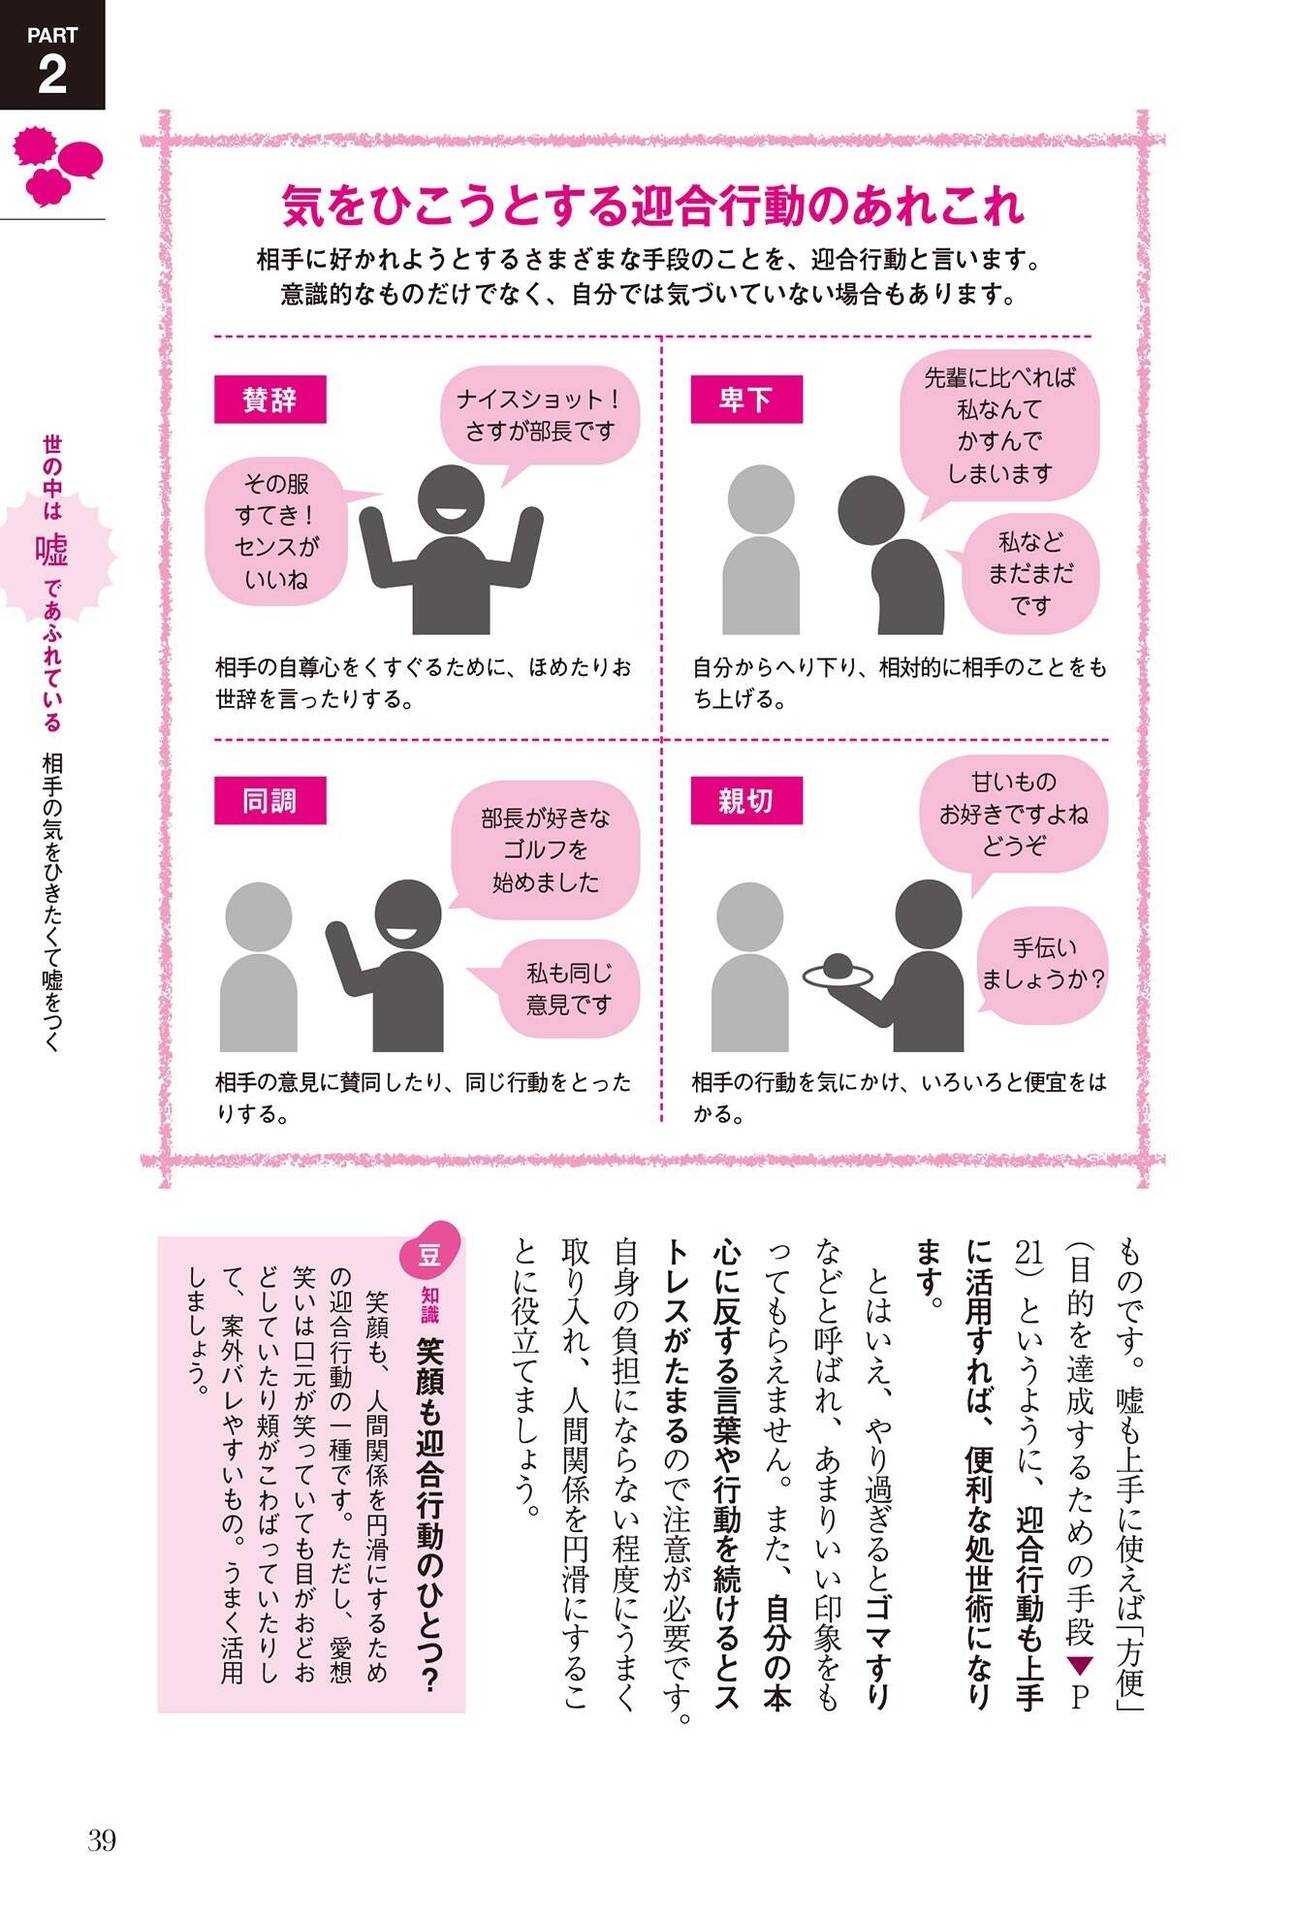 PART
2
世の中は嘘であふれている 相手の気をひきたくて嘘をつく
気をひこうとする迎合行動のあれこれ
相手に好かれようとするさまざまな手段のことを、迎合行動と言います。
意識的なものだけでなく、自分では気づいていない場合もあります。
賛辞
ナイスショット！
さすが部長です
その服
すてき！
センスが
いいね
相手の自尊心をくすぐるために、ほめたりお
世辞を言ったりする。
卑下
先輩に比べれば
私なんて
かすんで
しまいます
私など
まだまだ
です
自分からへり下り、相対的に相手のことをも
ち上げる。
同調
部長が好きな
ゴルフを
始めました
私も同じ
意見です
相手の意見に賛同したり、同じ行動をとった
りする。
親切
甘いもの
お好きですよね
どうぞ
手伝い
ましょうか？
相手の行動を気にかけ、いろいろと便宜をは
かる。
ものです。嘘も上手に使えば「方便」
（目的を達成するための手段▼P
21）というように、迎合行動も上手
に活用すれば、便利な処世術になり
ます。
とはいえ、やり過ぎるとゴマすり
などと呼ばれ、あまりいい印象をも
ってもらえません。また、自分の本
心に反する言葉や行動を続けるとス
トレスがたまるので注意が必要です。
自身の負担にならない程度にうまく
取り入れ、人間関係を円滑にするこ
とに役立てましょう。
豆知識 笑顔も迎合行動のひとつ？
笑顔も、人間関係を円滑にするため
の迎合行動の一種です。ただし、愛想
笑いは口元が笑っていても目がおどお
どしていたり頬がこわばっていたりし
て、案外バレやすいもの。うまく活用
しましょう。
39